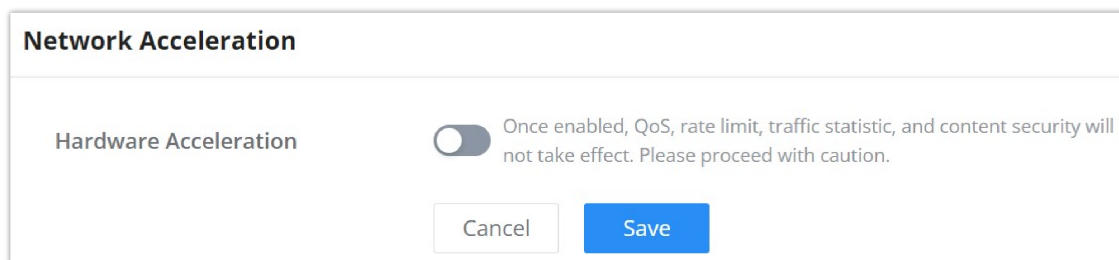 Network Acceleration
Hardware Acceleration
Once enabled, QoS, rate limit, traffic statistic, and content security will
not take effect. Please proceed with caution.
Cancel
Save